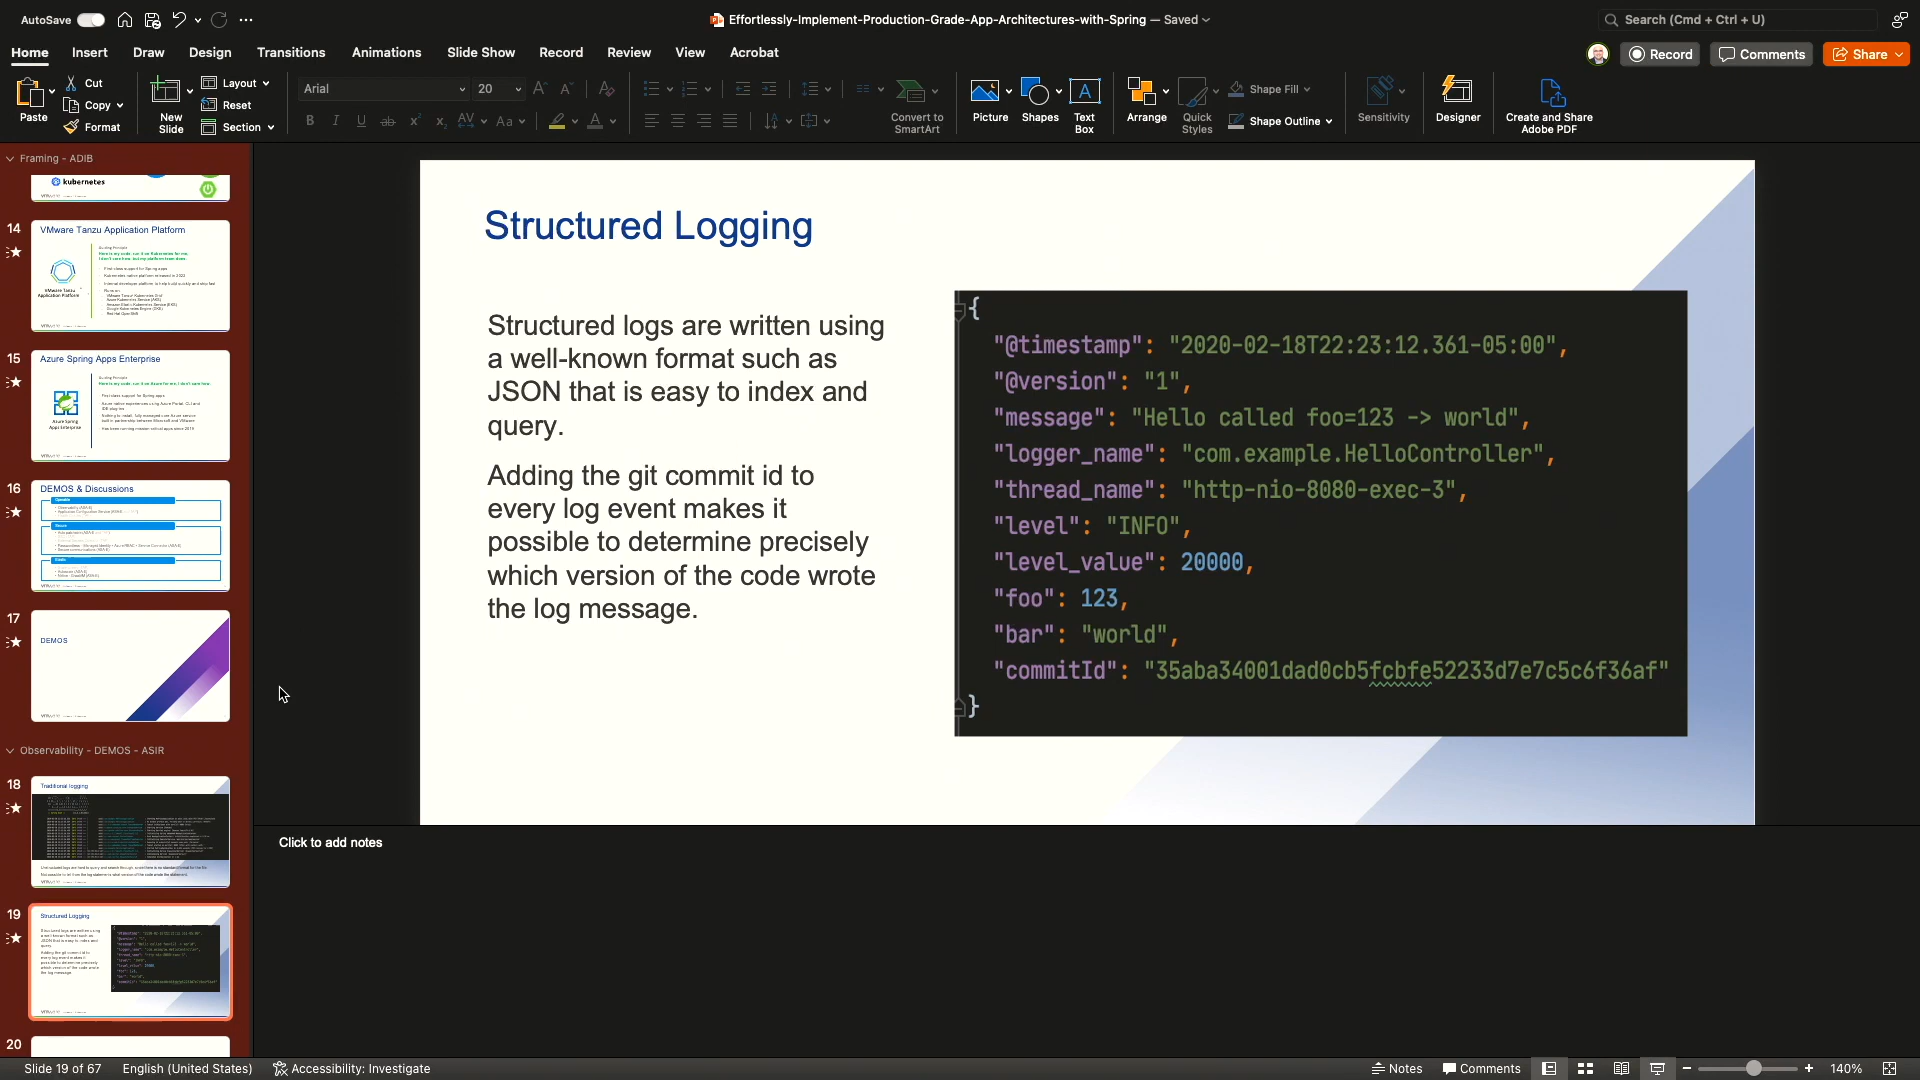 AutoSave
Effortlessly-Implement-Production-Grade-App-Architectures-with-Spring — Saved
Search (Cmd + Ctrl + U)
Home Insert Draw Design Transitions Animations Slide Show Record Review View Acrobat
Record Comments Share
Paste
Cut
Copy
Format
New Slide
Layout
Reset
Section
Arial 20
Convert to SmartArt
Picture
Shapes
Text Box
Arrange
Quick Styles
Shape Fill
Shape Outline
Sensitivity
Designer
Create and Share Adobe PDF
Framing - ADIB
kubernetes
14
VMware Tanzu Application Platform
15
Azure Spring Apps Enterprise
16
DEMOS & Discussions
17
DEMOS
Observability - DEMOS - ASIR
18
Traditional logging
19
Structured Logging
20
Structured Logging
Structured logs are written using
a well-known format such as
JSON that is easy to index and
query.
Adding the git commit id to
every log event makes it
possible to determine precisely
which version of the code wrote
the log message.
{
"@timestamp": "2020-02-18T22:23:12.361-05:00",
"@version": "1",
"message": "Hello called foo=123 -> world",
"logger_name": "com.example.HelloController",
"thread_name": "http-nio-8080-exec-3",
"level": "INFO",
"level_value": 20000,
"foo": 123,
"bar": "world",
"commitId": "35aba34001dad0cb5fcbfe52233d7e7c5c6f36af"
}
Click to add notes
Slide 19 of 67 English (United States) Accessibility: Investigate
Notes Comments 140%